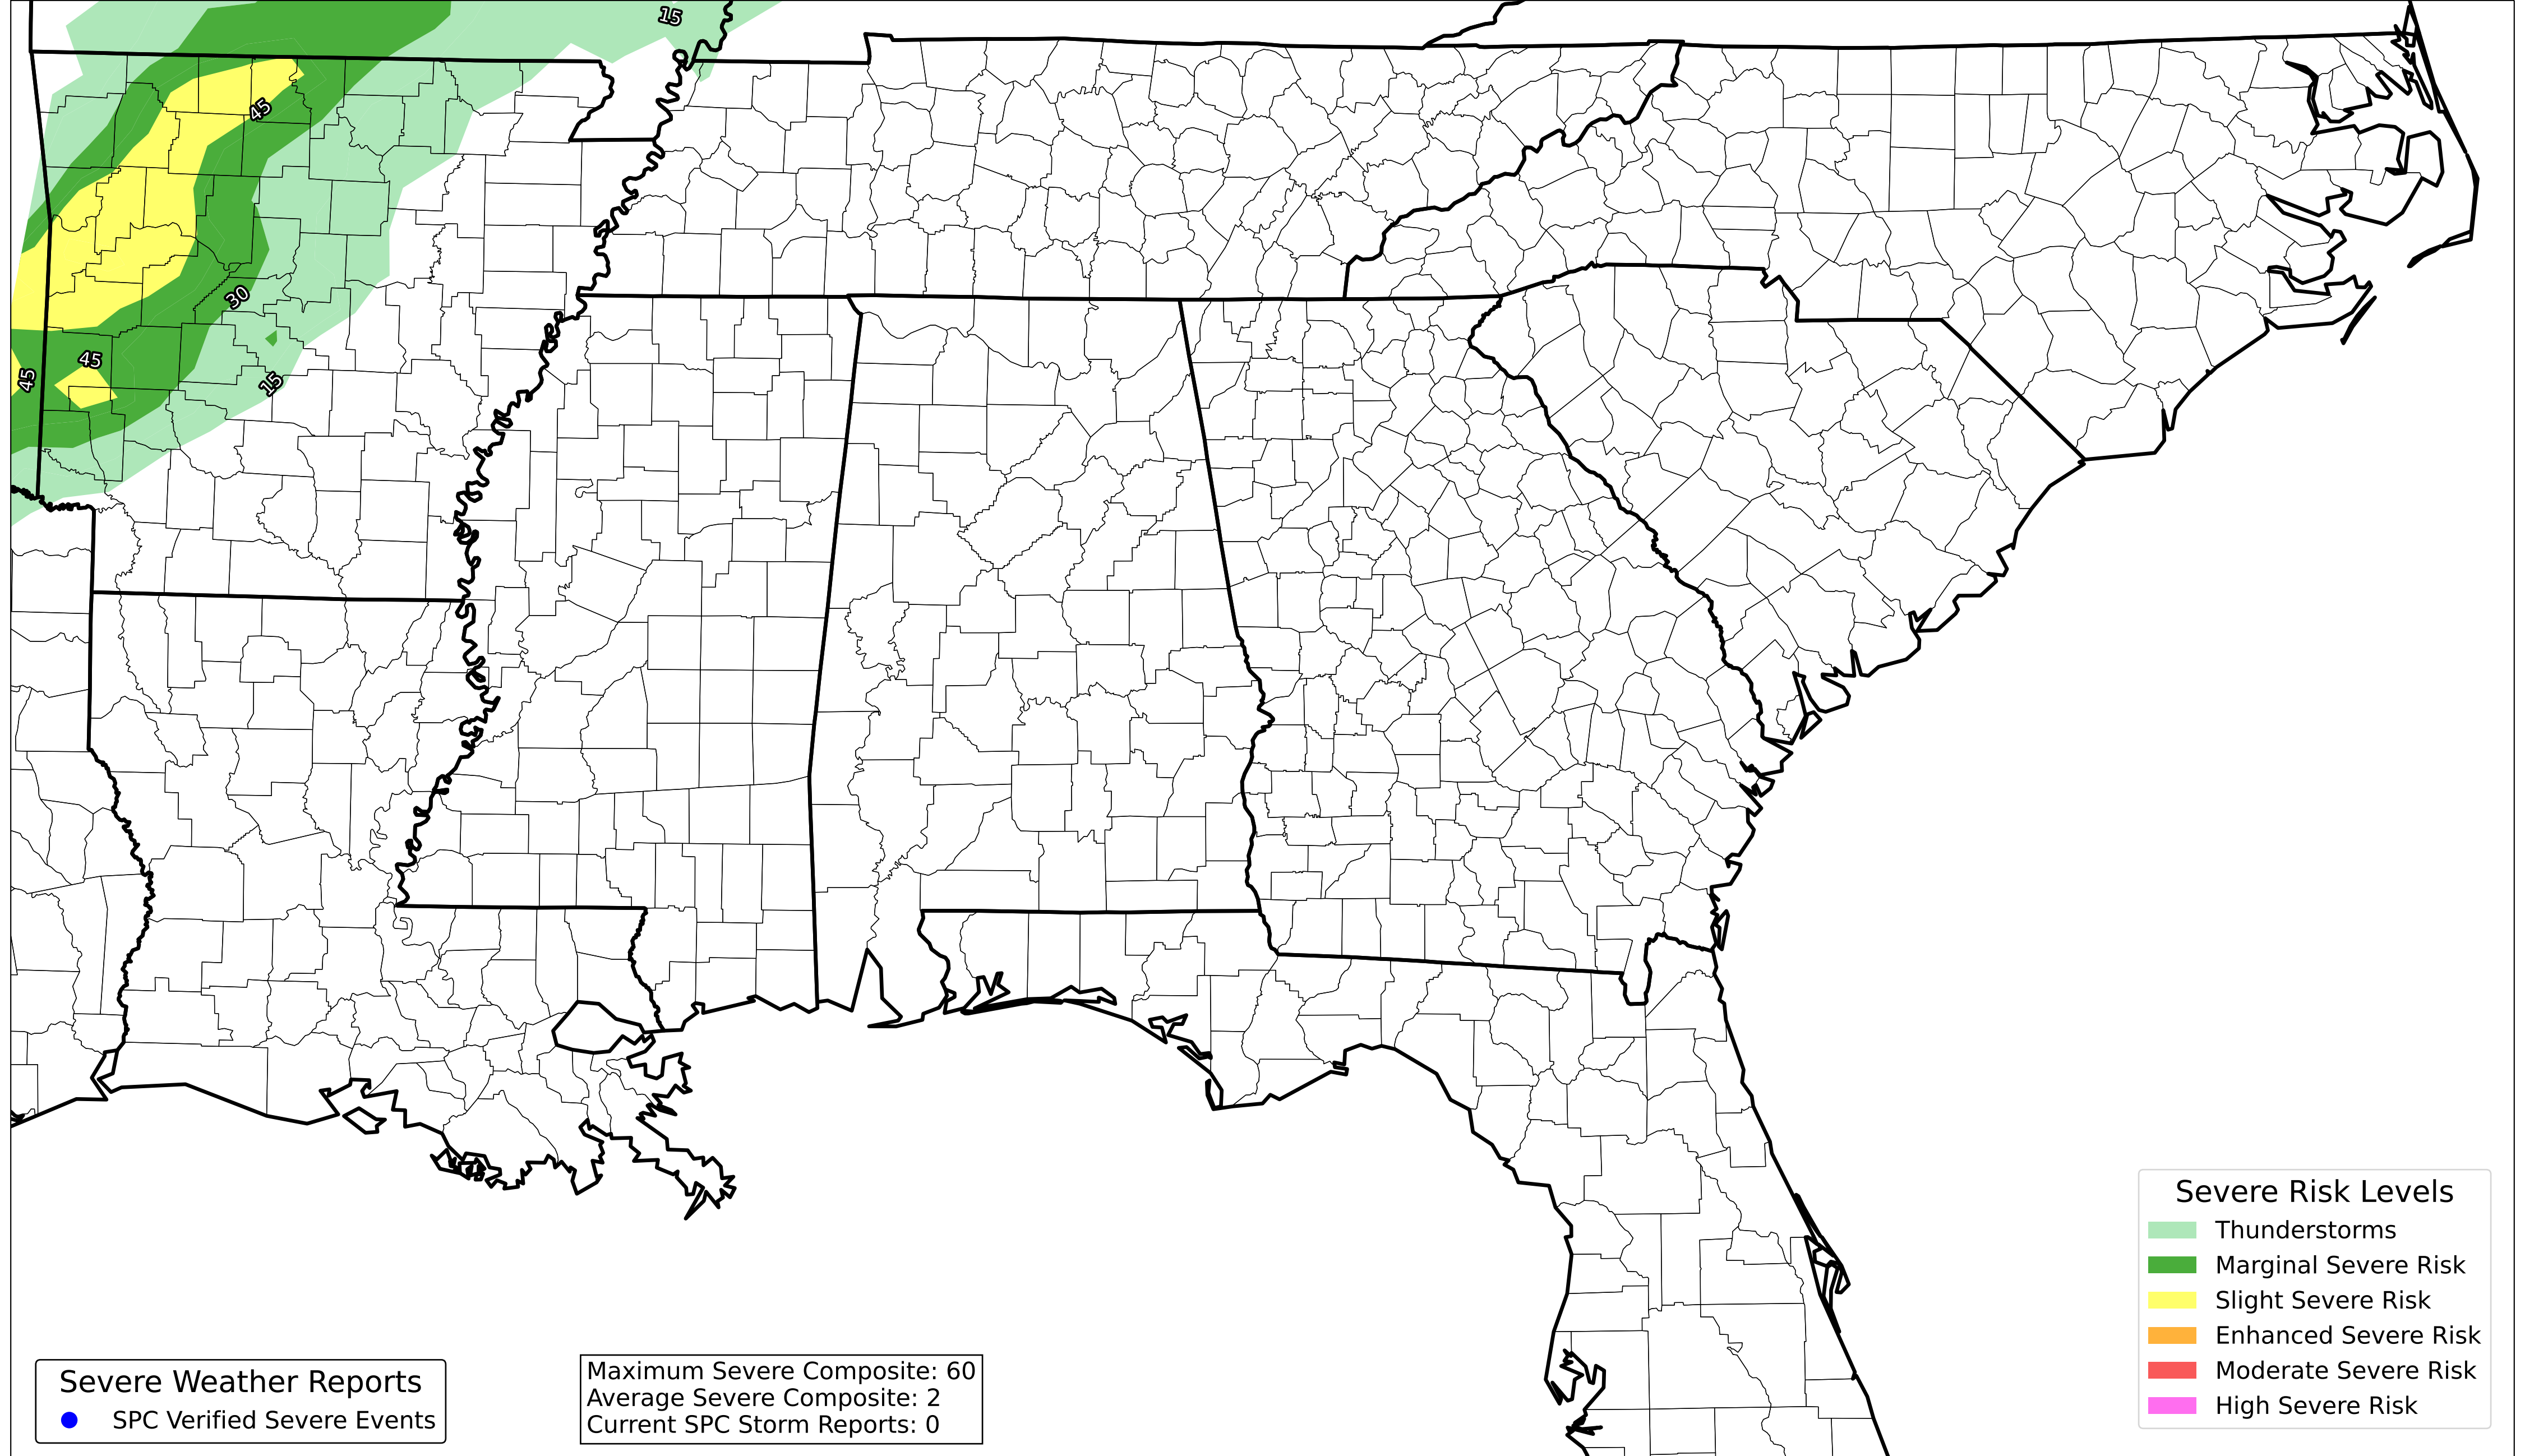 15
45
30
45
45
15
Severe Risk Levels
Thunderstorms
Marginal Severe Risk
Slight Severe Risk
Enhanced Severe Risk
Moderate Severe Risk
High Severe Risk
Severe Weather Reports
SPC Verified Severe Events
Maximum Severe Composite: 60
Average Severe Composite: 2
Current SPC Storm Reports: 0